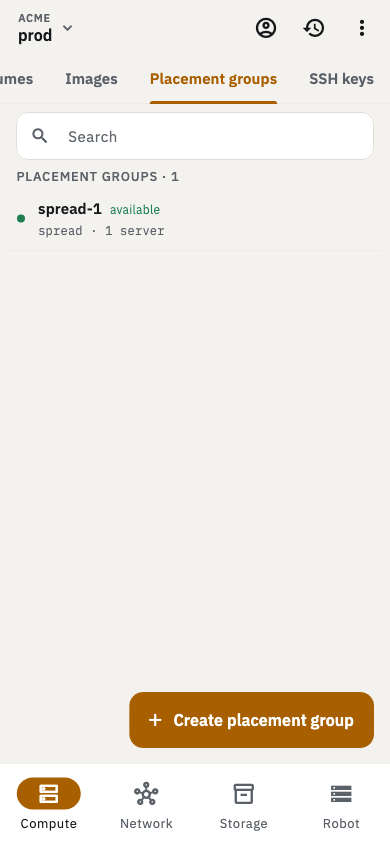 ACME
prod
umes Images Placement groups SSH keys
Search
PLACEMENT GROUPS · 1
spread-1 available
spread · 1 server
+ Create placement group
Compute Network Storage Robot